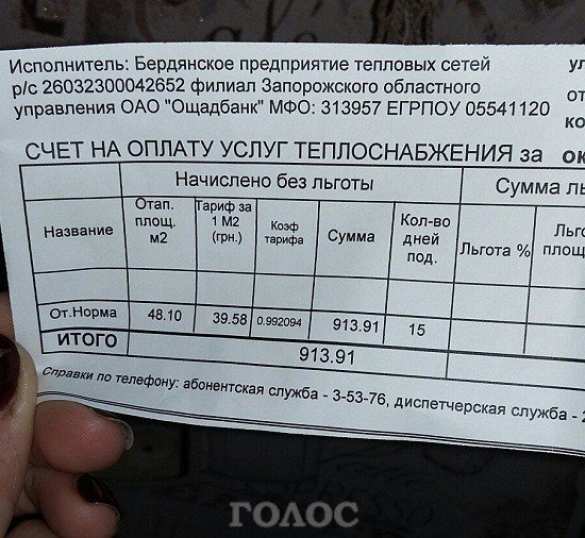 Исполнитель: Бердянское предприятие тепловых сетей
р/с 26032300042652 филиал Запорожского областного
управления ОАО "Ощадбанк" МФО: 313957 ЕГРПОУ 05541120
СЧЕТ НА ОПЛАТУ УСЛУГ ТЕПЛОСНАБЖЕНИЯ за
Начислено без льготы
Название
Отап. площ. м2
Тариф за 1 М2 (грн.)
Коэф тарифа
Сумма
Кол-во дней под.
Льгота %
От.Норма 48.10 39.58 0.992094 913.91 15
ИТОГО 913.91
Справки по телефону: абонентская служба - 3-53-76, диспетчерская служба -
ГОЛОС